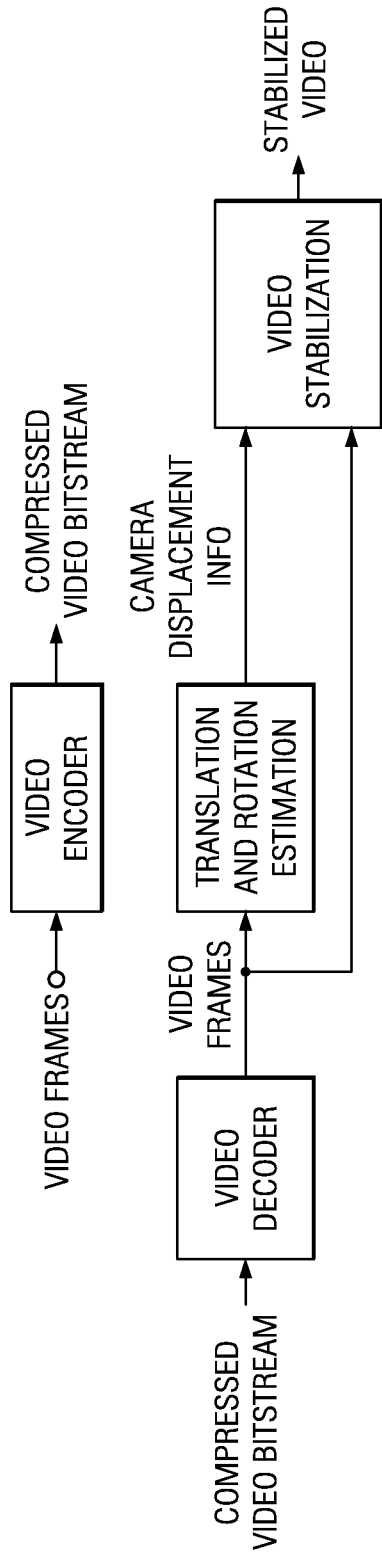 VIDEO FRAMES
VIDEO
ENCODER
COMPRESSED
VIDEO BITSTREAM
COMPRESSED
VIDEO BITSTREAM
VIDEO
DECODER
VIDEO
FRAMES
TRANSLATION
AND ROTATION
ESTIMATION
CAMERA
DISPLACEMENT
INFO
VIDEO
STABILIZATION
STABILIZED
VIDEO